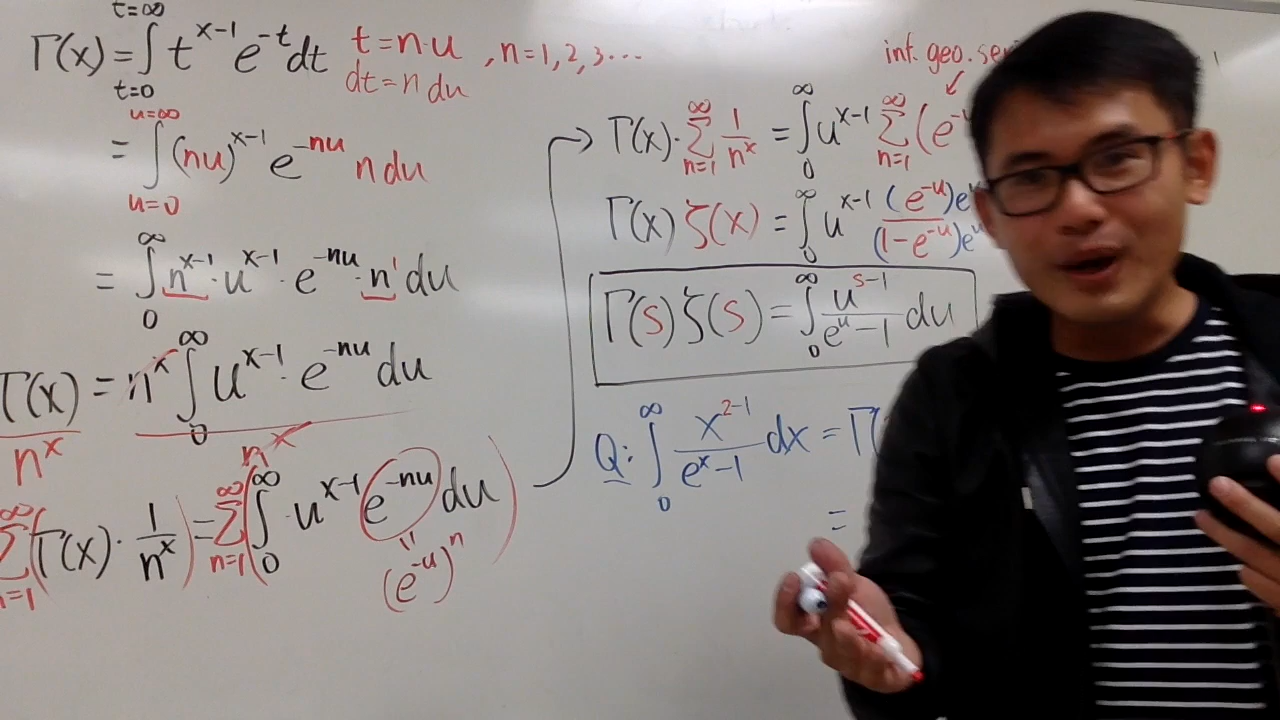 Γ(x) = ∫_{t=0}^{t=∞} t^{x-1} e^{-t} dt t = n·u , n = 1, 2, 3 ...
dt = n du
= ∫_{u=0}^{u=∞} (nu)^{x-1} e^{-nu} n du
= ∫_0^∞ n^{x-1} · u^{x-1} · e^{-nu} · n^1 du
Γ(x) / n^x = n^x ∫_0^∞ u^{x-1} · e^{-nu} du / n^x
∑_{n=1}^∞ (Γ(x) · 1/n^x) = ∑_{n=1}^∞ (∫_0^∞ · u^{x-1} e^{-nu} du)
(e^{-u})^n
inf. geo.
→ Γ(x) · ∑_{n=1}^∞ 1/n^x = ∫_0^∞ u^{x-1} ∑_{n=1}^∞ (e
Γ(x) ζ(x) = ∫_0^∞ u^{x-1} (e^{-u})e / (1-e^{-u})e
Γ(s) ζ(s) = ∫_0^∞ u^{s-1} / (e^u - 1) du
Q: ∫_0^∞ x^{2-1} / (e^x - 1) dx = Γ(
=